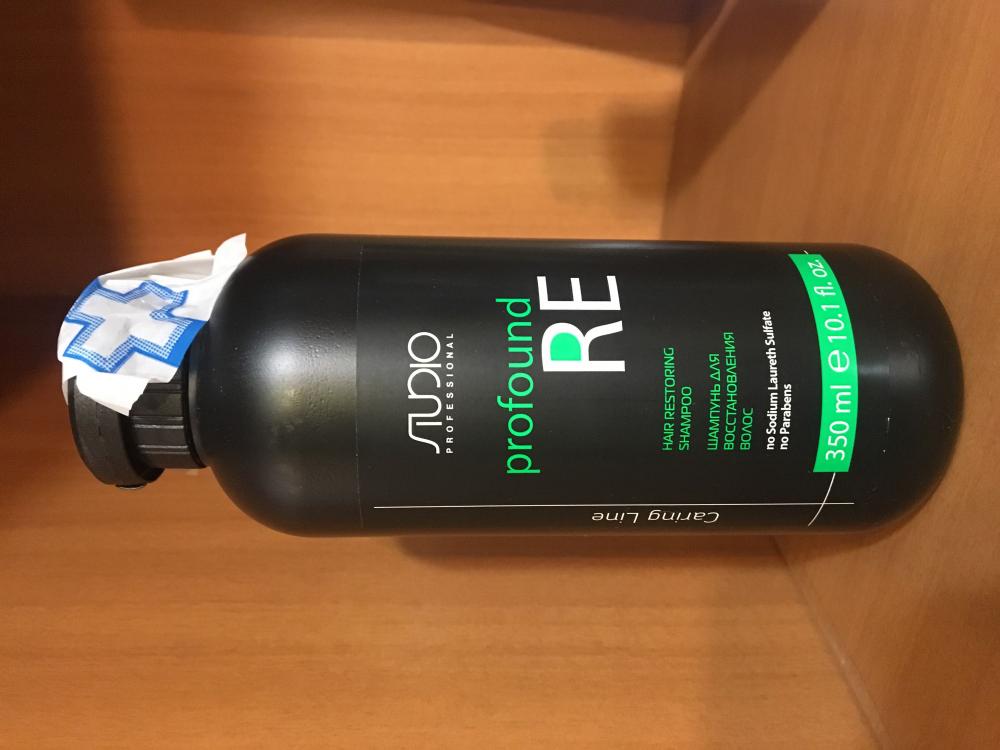 STUDIO
PROFESSIONAL
profound
RE
HAIR RESTORING
SHAMPOO
ШАМПУНЬ ДЛЯ
ВОССТАНОВЛЕНИЯ
ВОЛОС
no Sodium Laureth Sulfate
no Parabens
350 ml ℮ 10.1 fl. oz.
Caring Line